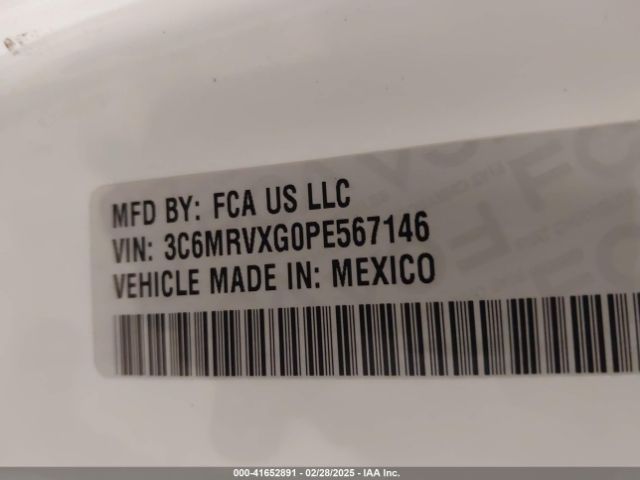 MFD BY: FCA US LLC
VIN: 3C6MRVXG0PE567146
VEHICLE MADE IN: MEXICO
000-41652891 - 02/28/2025 - IAA Inc.